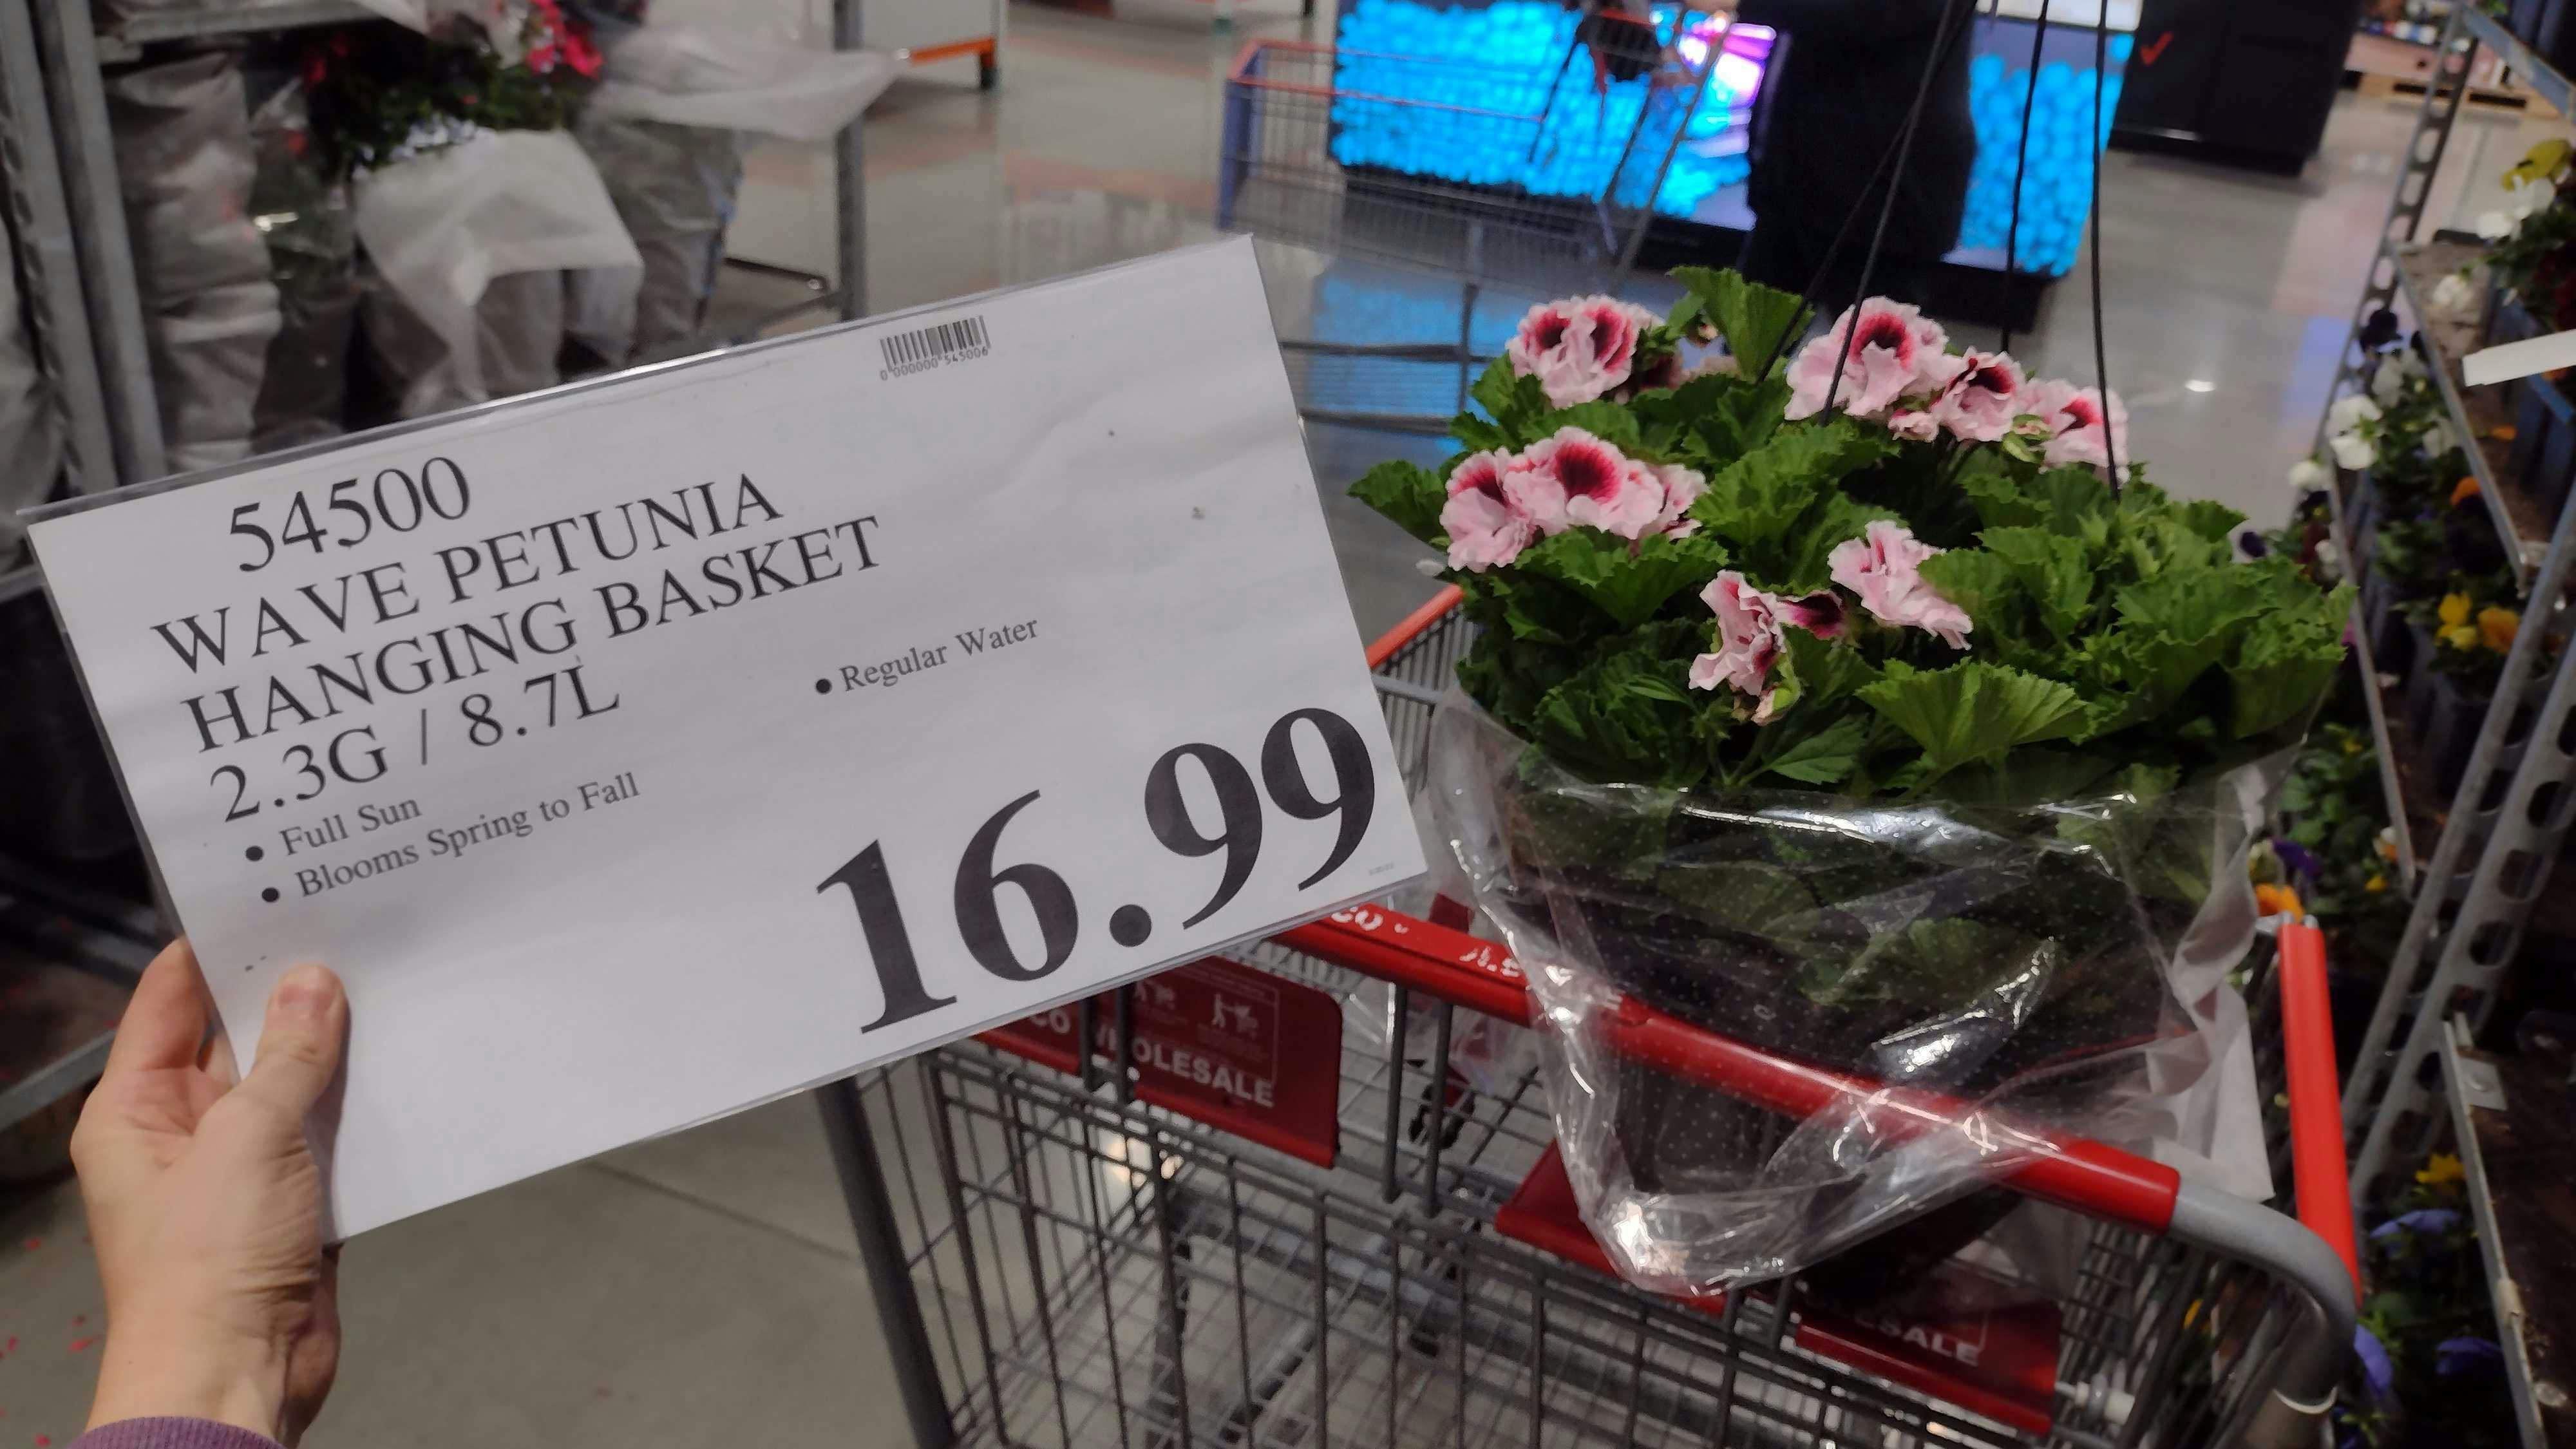 0 000000 545006
54500
WAVE PETUNIA
HANGING BASKET
2.3G / 8.7L
• Full Sun
• Blooms Spring to Fall
• Regular Water
16.99
WHOLESALE